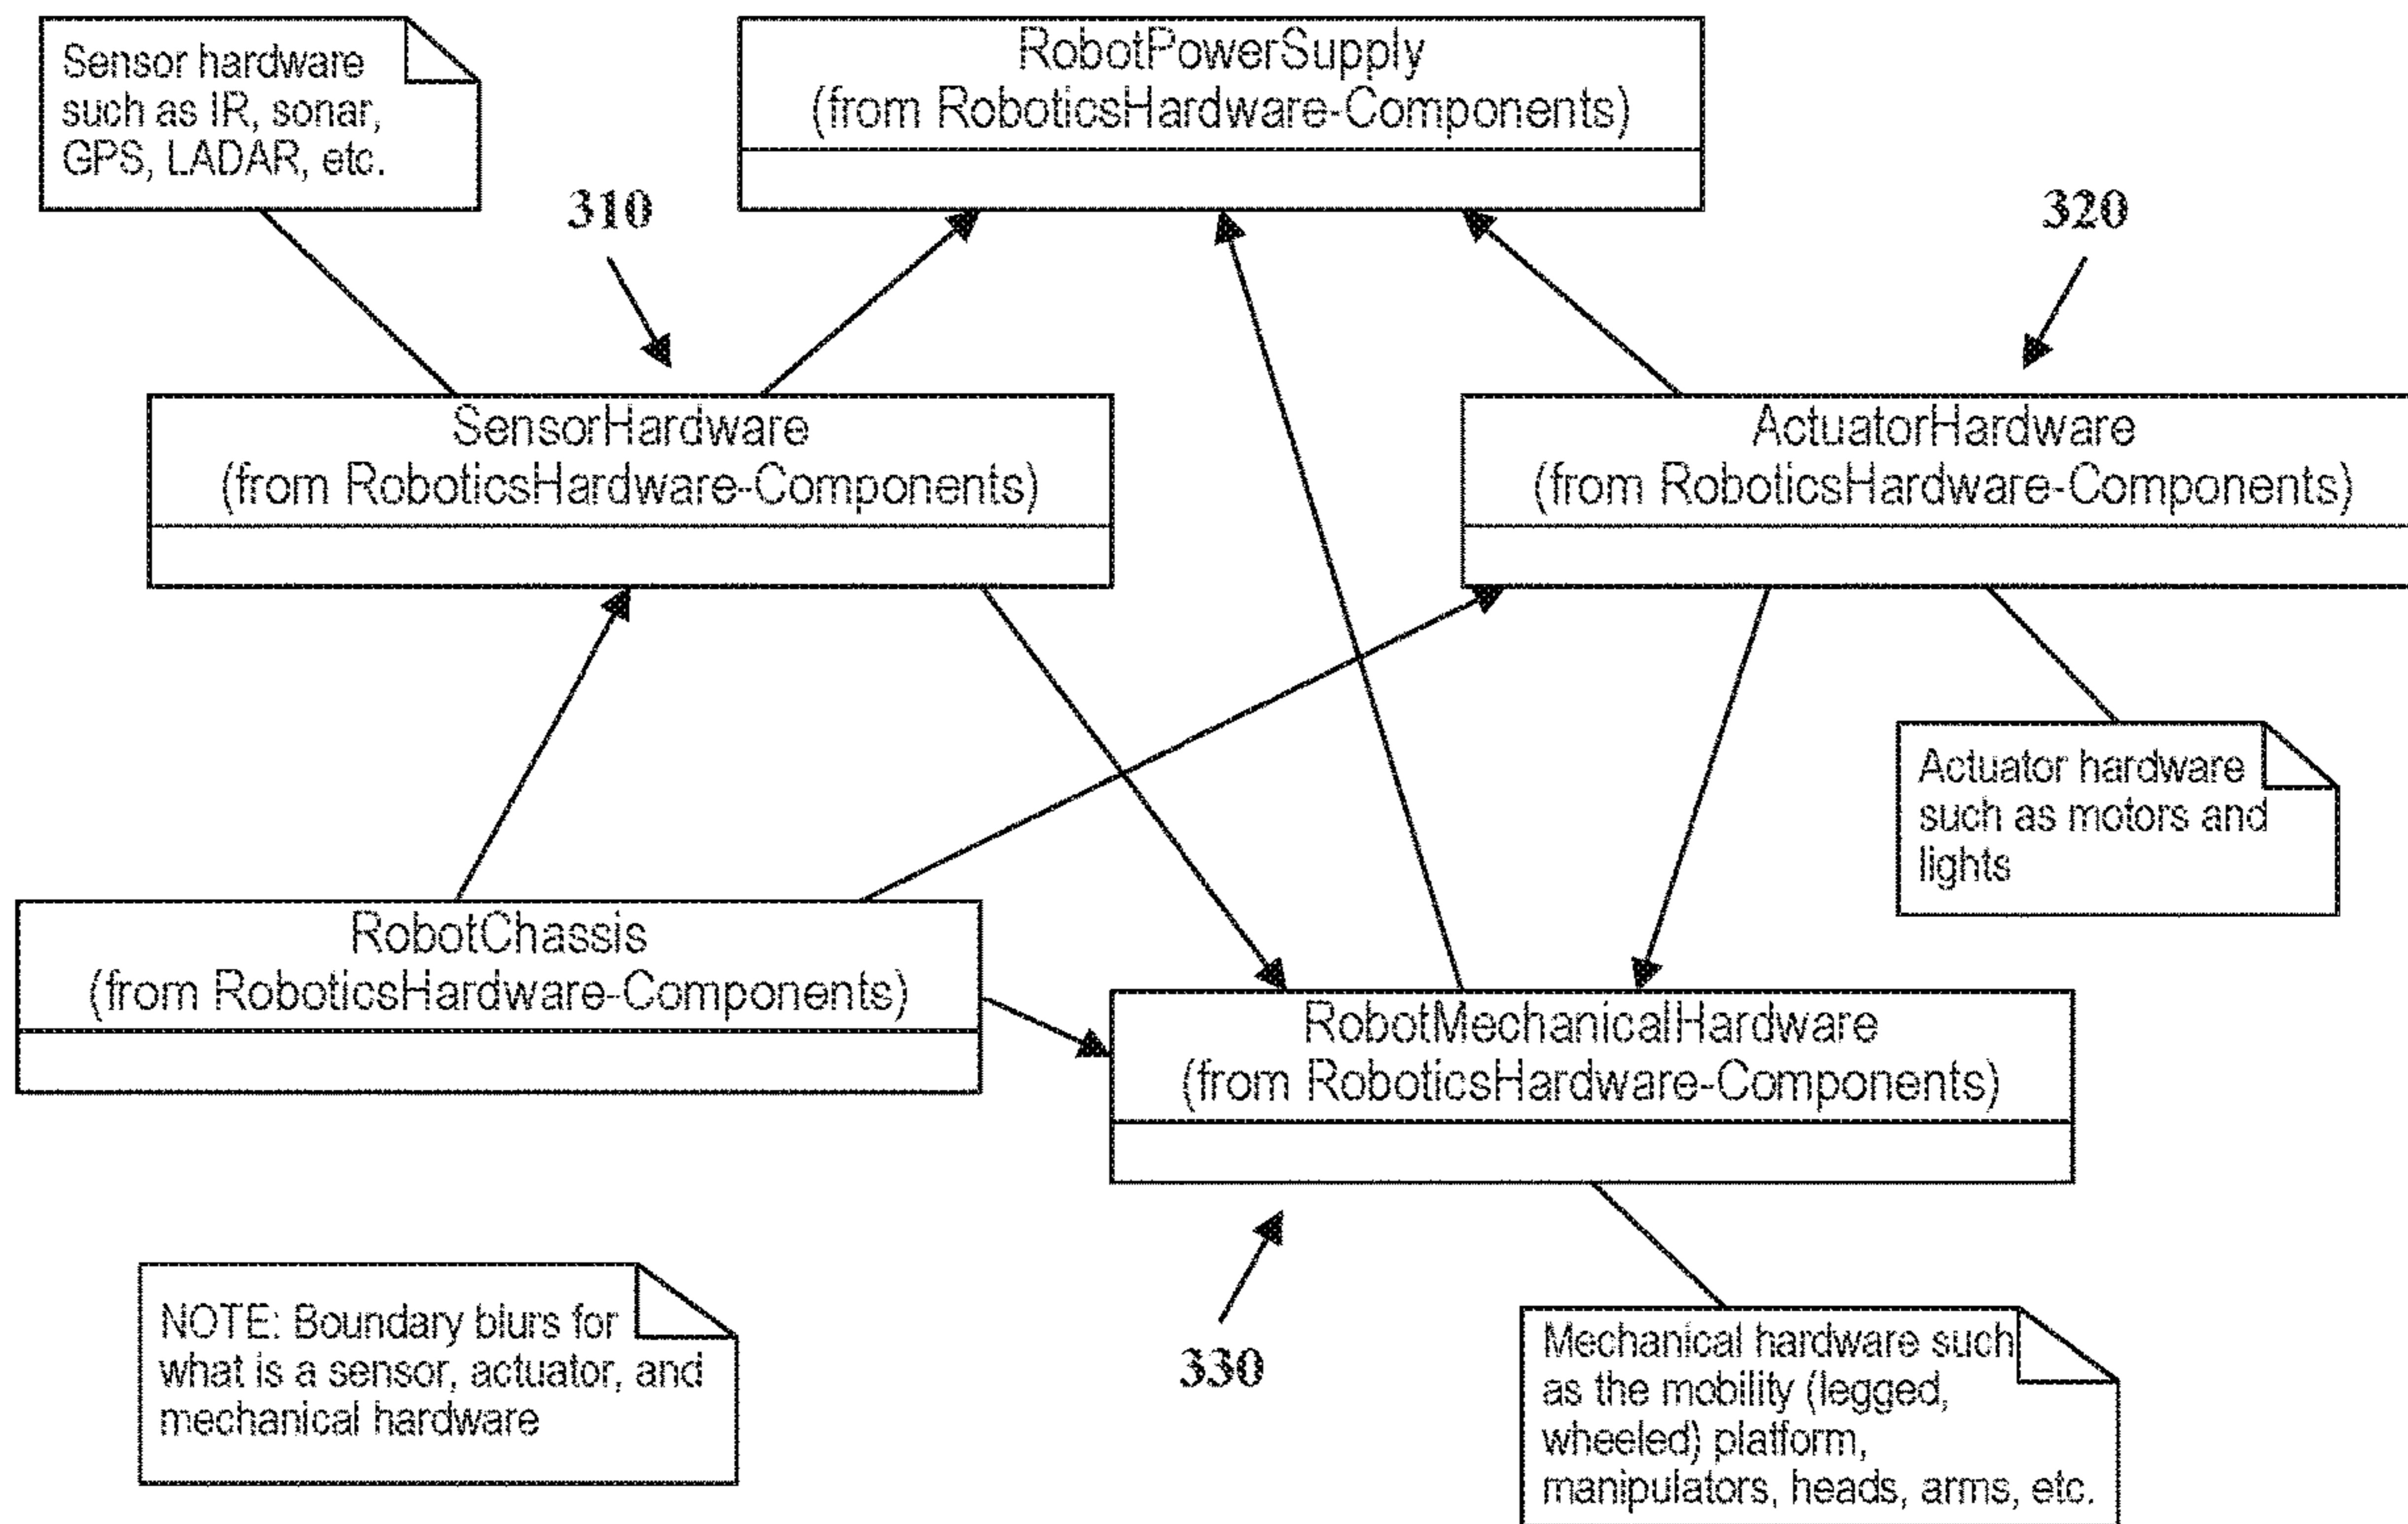 Sensor hardware
such as IR, sonar,
GPS, LADAR, etc.
RobotPowerSupply
(from RoboticsHardware-Components)
310
320
SensorHardware
(from RoboticsHardware-Components)
ActuatorHardware
(from RoboticsHardware-Components)
Actuator hardware
such as motors and
lights
RobotChassis
(from RoboticsHardware-Components)
RobotMechanicalHardware
(from RoboticsHardware-Components)
NOTE: Boundary blurs for
what is a sensor, actuator, and
mechanical hardware
330
Mechanical hardware such
as the mobility (legged,
wheeled) platform,
manipulators, heads, arms, etc.